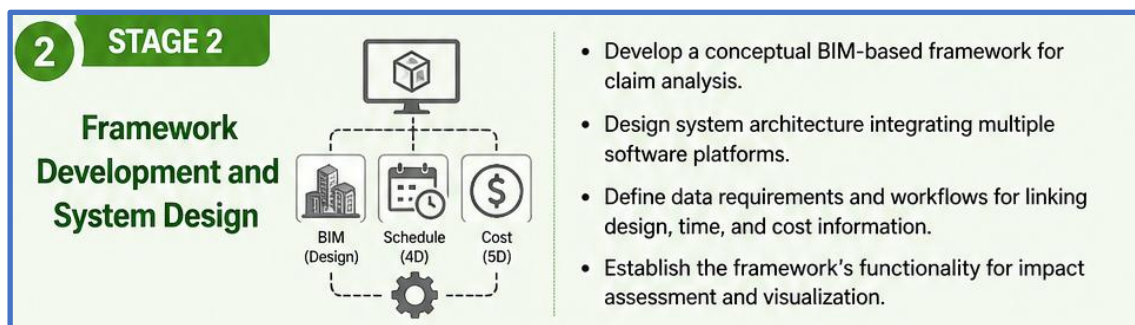 2
STAGE 2
Framework
Development and
System Design
BIM
(Design)
Schedule
(4D)
Cost
(5D)
• Develop a conceptual BIM-based framework for
claim analysis.
• Design system architecture integrating multiple
software platforms.
• Define data requirements and workflows for linking
design, time, and cost information.
• Establish the framework's functionality for impact
assessment and visualization.